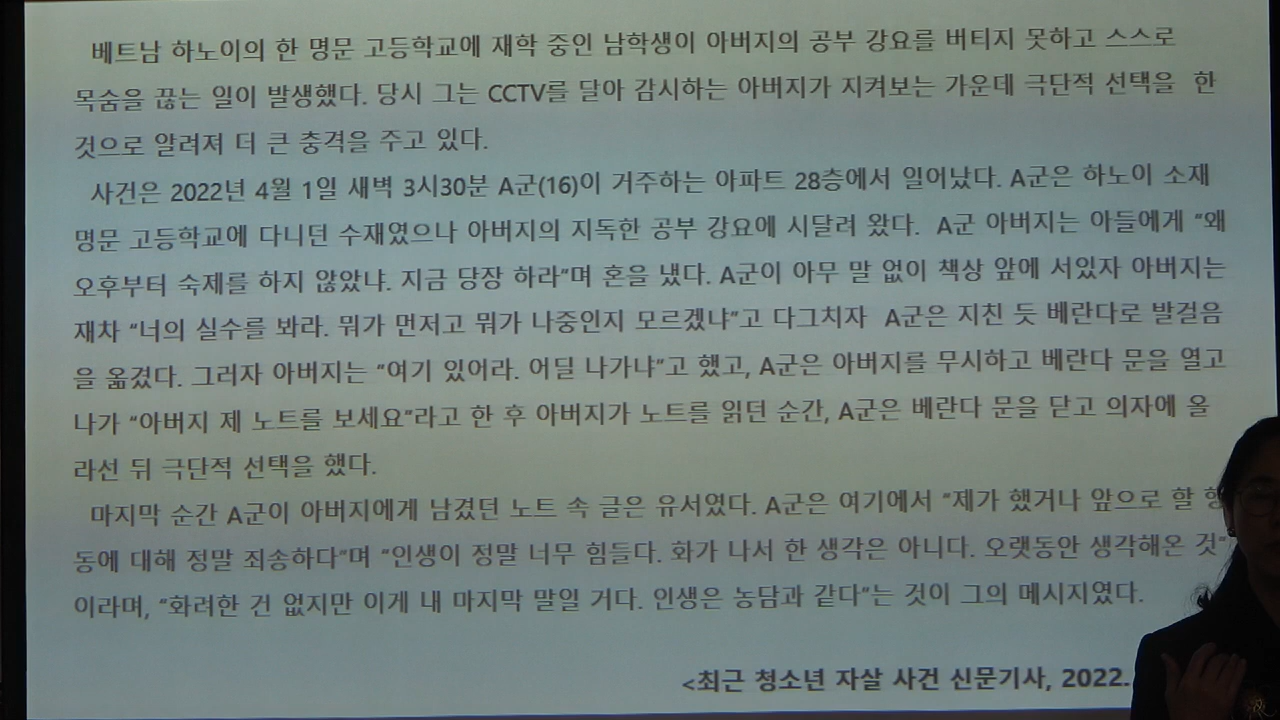 베트남 하노이의 한 명문 고등학교에 재학 중인 남학생이 아버지의 공부 강요를 버티지 못하고 스스로
목숨을 끊는 일이 발생했다. 당시 그는 CCTV를 달아 감시하는 아버지가 지켜보는 가운데 극단적 선택을 한
것으로 알려져 더 큰 충격을 주고 있다.
사건은 2022년 4월 1일 새벽 3시30분 A군(16)이 거주하는 아파트 28층에서 일어났다. A군은 하노이 소재
명문 고등학교에 다니던 수재였으나 아버지의 지독한 공부 강요에 시달려 왔다. A군 아버지는 아들에게 “왜
오후부터 숙제를 하지 않았냐. 지금 당장 하라”며 혼을 냈다. A군이 아무 말 없이 책상 앞에 서있자 아버지는
재차 “너의 실수를 봐라. 뭐가 먼저고 뭐가 나중인지 모르겠냐”고 다그치자 A군은 지친 듯 베란다로 발걸음
을 옮겼다. 그러자 아버지는 “여기 있어라. 어딜 나가냐”고 했고, A군은 아버지를 무시하고 베란다 문을 열고
나가 “아버지 제 노트를 보세요”라고 한 후 아버지가 노트를 읽던 순간, A군은 베란다 문을 닫고 의자에 올
라선 뒤 극단적 선택을 했다.
마지막 순간 A군이 아버지에게 남겼던 노트 속 글은 유서였다. A군은 여기에서 “제가 했거나 앞으로 할
동에 대해 정말 죄송하다”며 “인생이 정말 너무 힘들다. 화가 나서 한 생각은 아니다. 오랫동안 생각해온 것”
이라며, “화려한 건 없지만 이게 내 마지막 말일 거다. 인생은 농담과 같다”는 것이 그의 메시지였다.
<최근 청소년 자살 사건 신문기사, 2022.